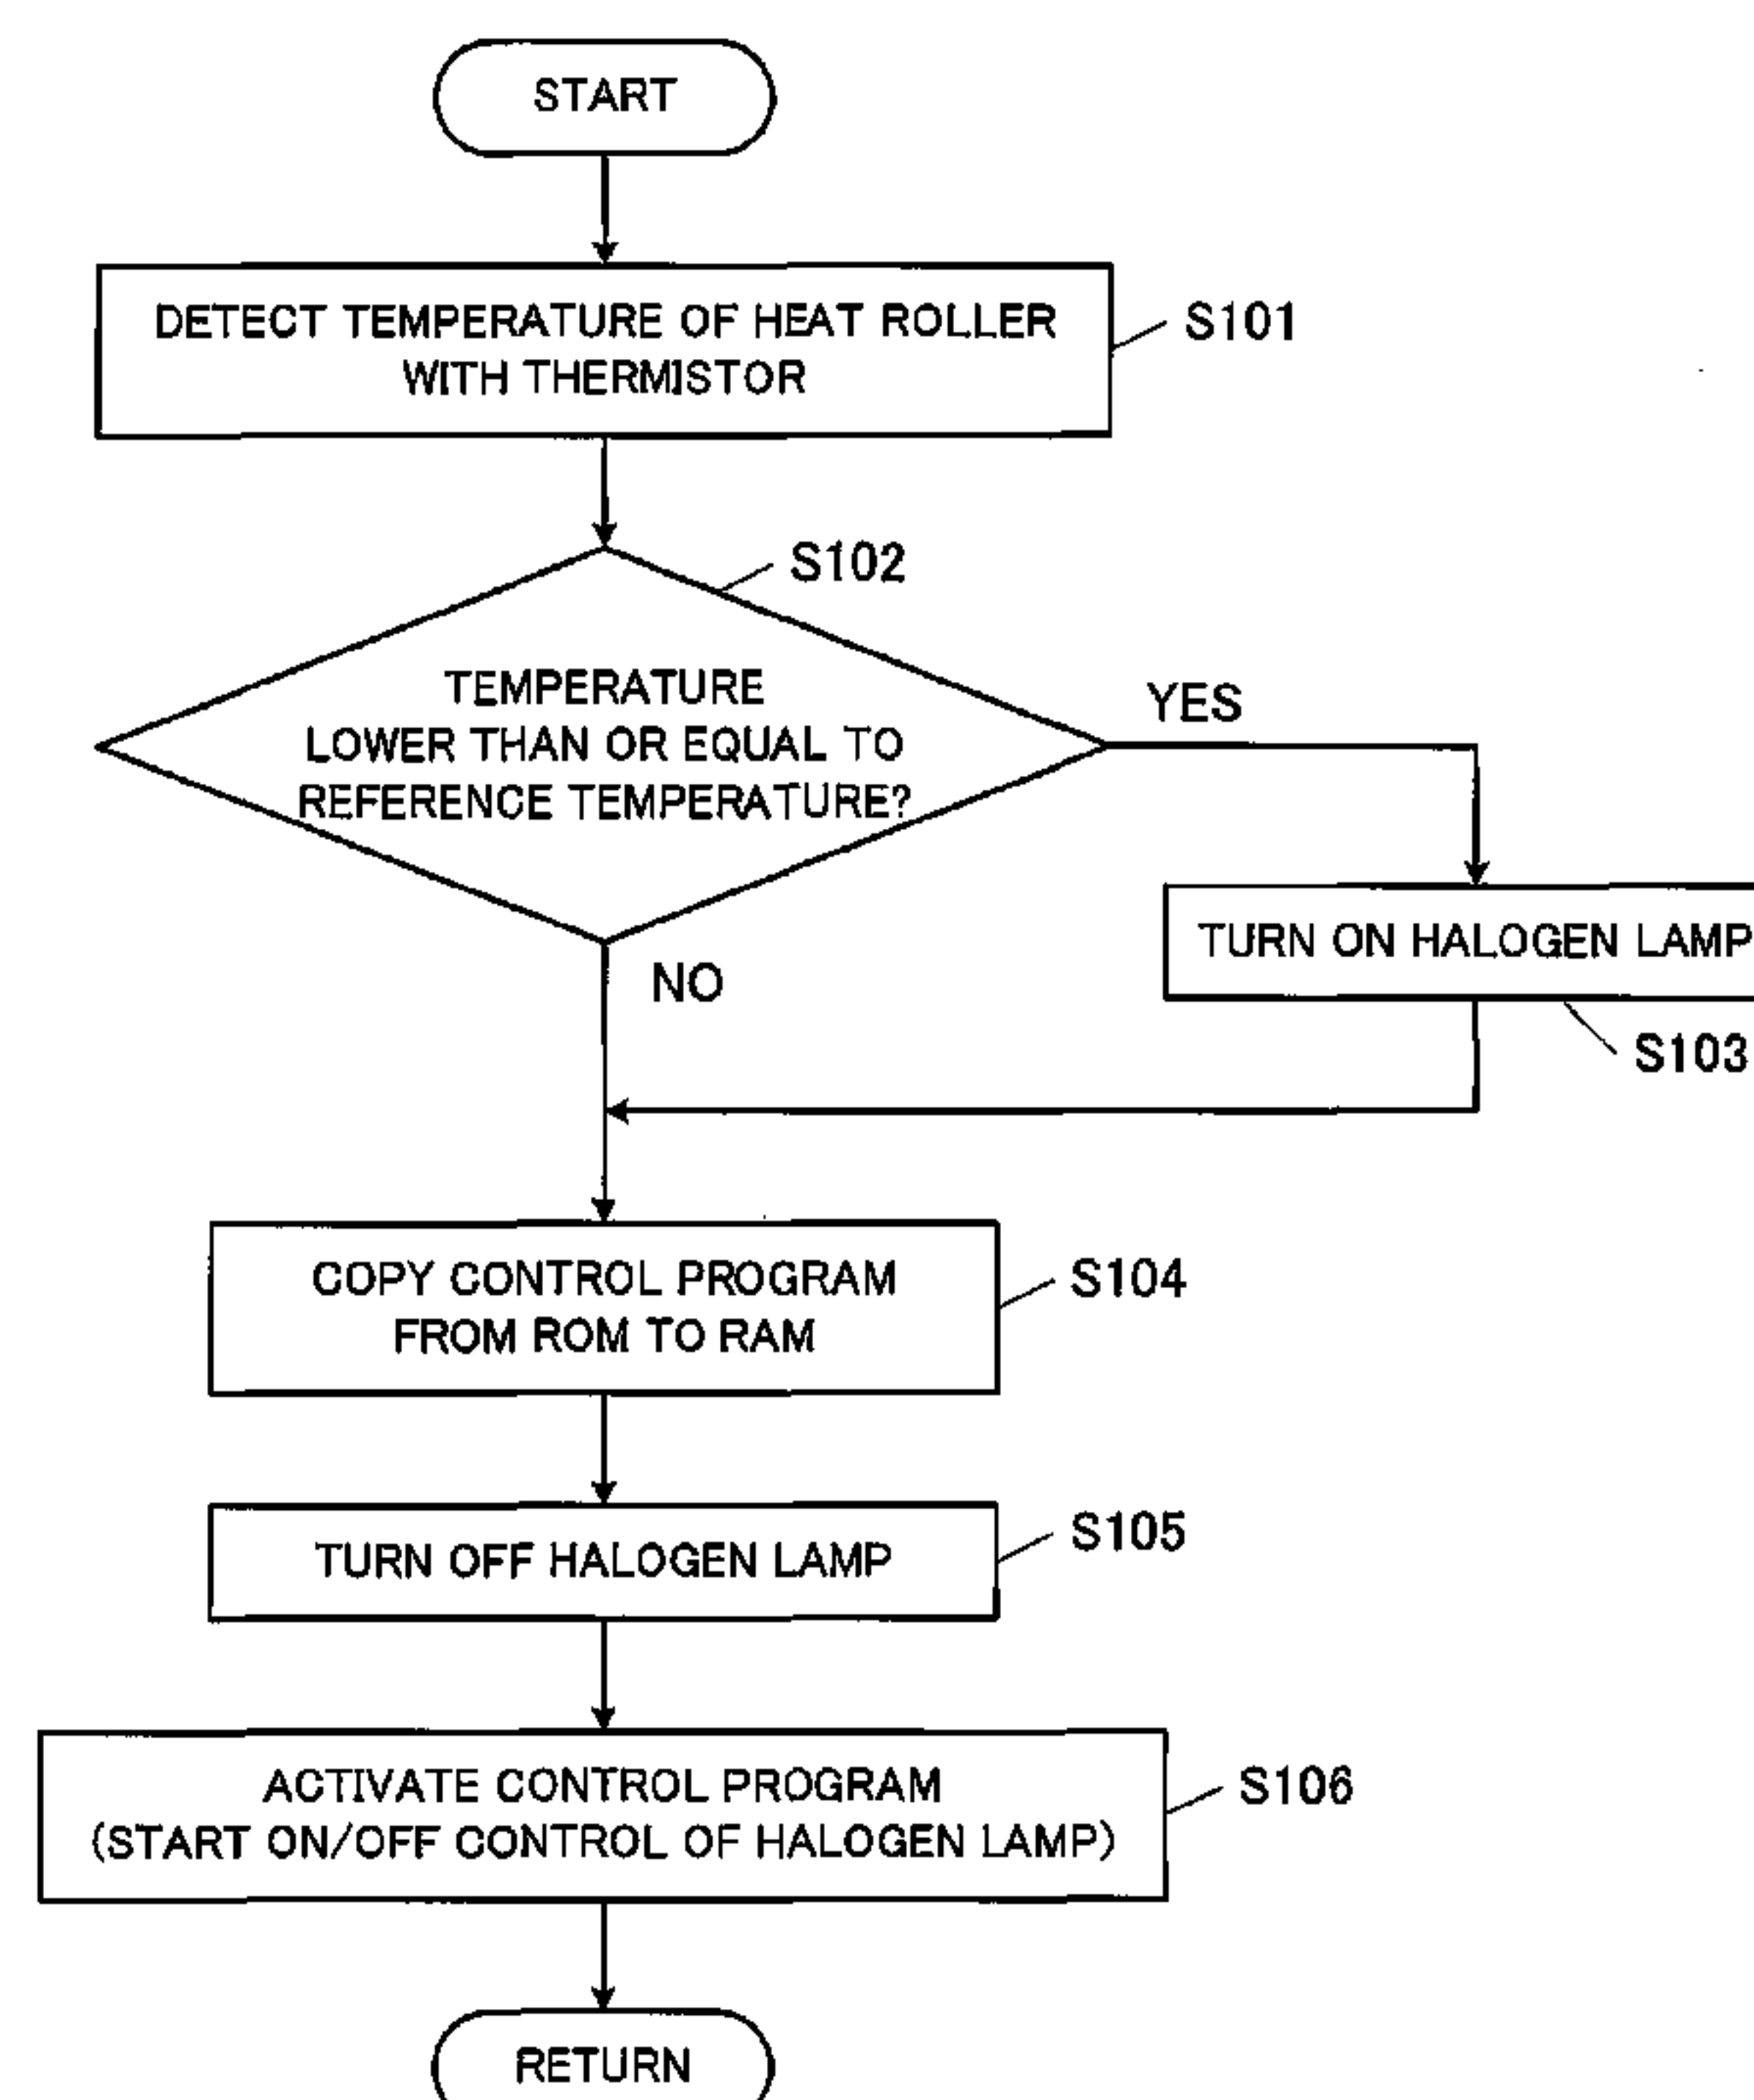 START
DETECT TEMPERATURE OF HEAT ROLLER
WITH THERMISTOR
S101
S102
TEMPERATURE
LOWER THAN OR EQUAL TO
REFERENCE TEMPERATURE?
YES
TURN ON HALOGEN LAMP
NO
S103
COPY CONTROL PROGRAM
FROM ROM TO RAM
S104
TURN OFF HALOGEN LAMP
S105
ACTIVATE CONTROL PROGRAM
(START ON/OFF CONTROL OF HALOGEN LAMP)
S106
RETURN